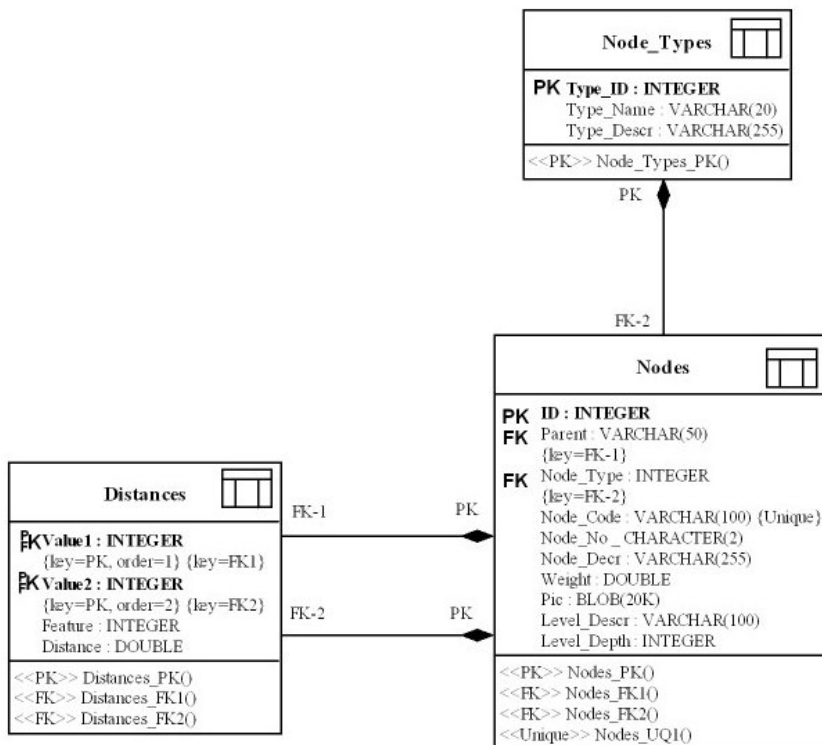 Node_Types
PK Type_ID : INTEGER
Type_Name : VARCHAR(20)
Type_Descr : VARCHAR(255)
<<PK>> Node_Types_PK()
PK
FK-2
Nodes
PK ID : INTEGER
FK Parent : VARCHAR(50)
{key=FK-1}
FK Node_Type : INTEGER
{key=FK-2}
Node_Code : VARCHAR(100) {Unique}
Node_No _ CHARACTER(2)
Node_Decr : VARCHAR(255)
Weight : DOUBLE
Pic : BLOB(20K)
Level_Descr : VARCHAR(100)
Level_Depth : INTEGER
<<PK>> Nodes_PK()
<<FK>> Nodes_FK1()
<<FK>> Nodes_FK2()
<<Unique>> Nodes_UQ1()
FK-1 PK
FK-2 PK
Distances
PK Value1 : INTEGER
{key=PK, order=1} {key=FK1}
PK Value2 : INTEGER
{key=PK, order=2} {key=FK2}
Feature : INTEGER
Distance : DOUBLE
<<PK>> Distances_PK()
<<FK>> Distances_FK1()
<<FK>> Distances_FK2()